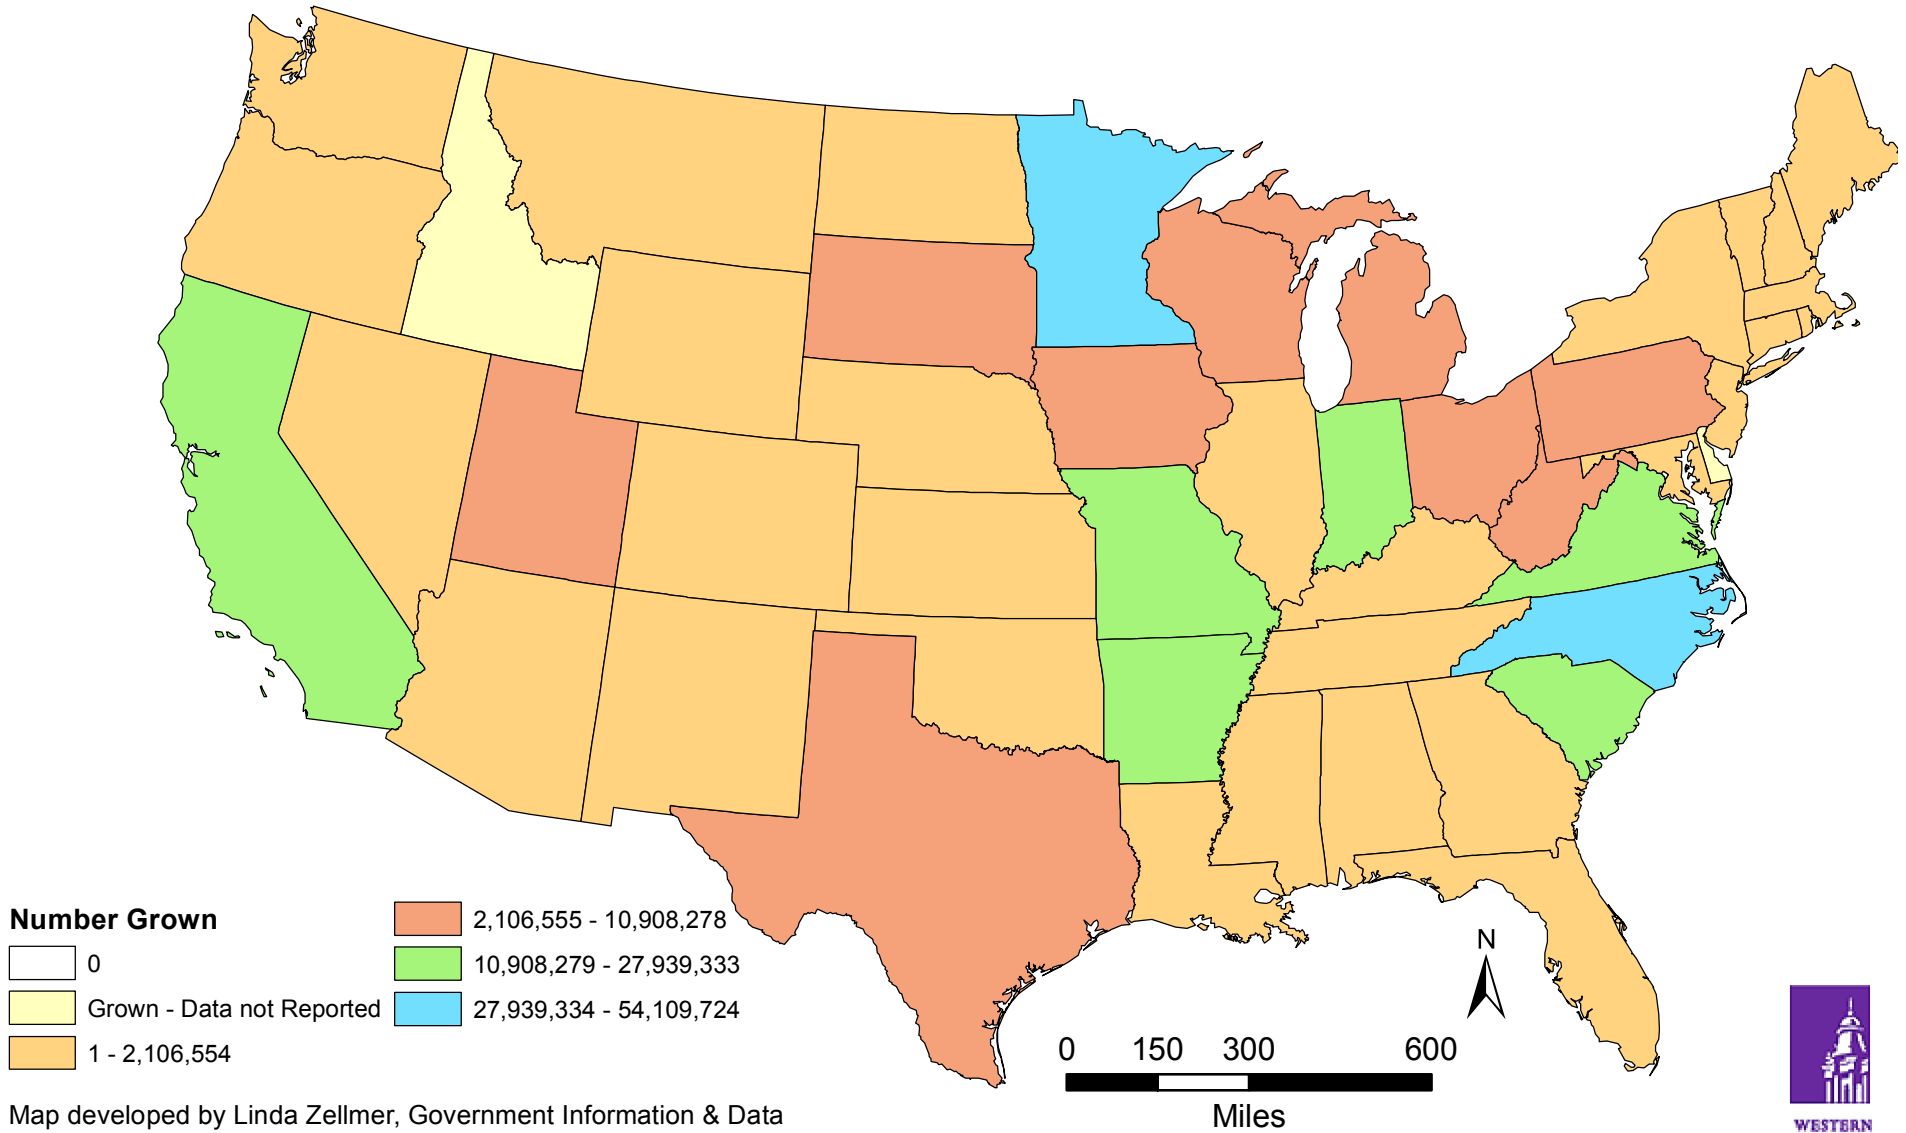 Number Grown
0
Grown - Data not Reported
1 - 2,106,554
2,106,555 - 10,908,278
10,908,279 - 27,939,333
27,939,334 - 54,109,724
N
0 150 300 600
Miles
Map developed by Linda Zellmer, Government Information & Data
WESTERN